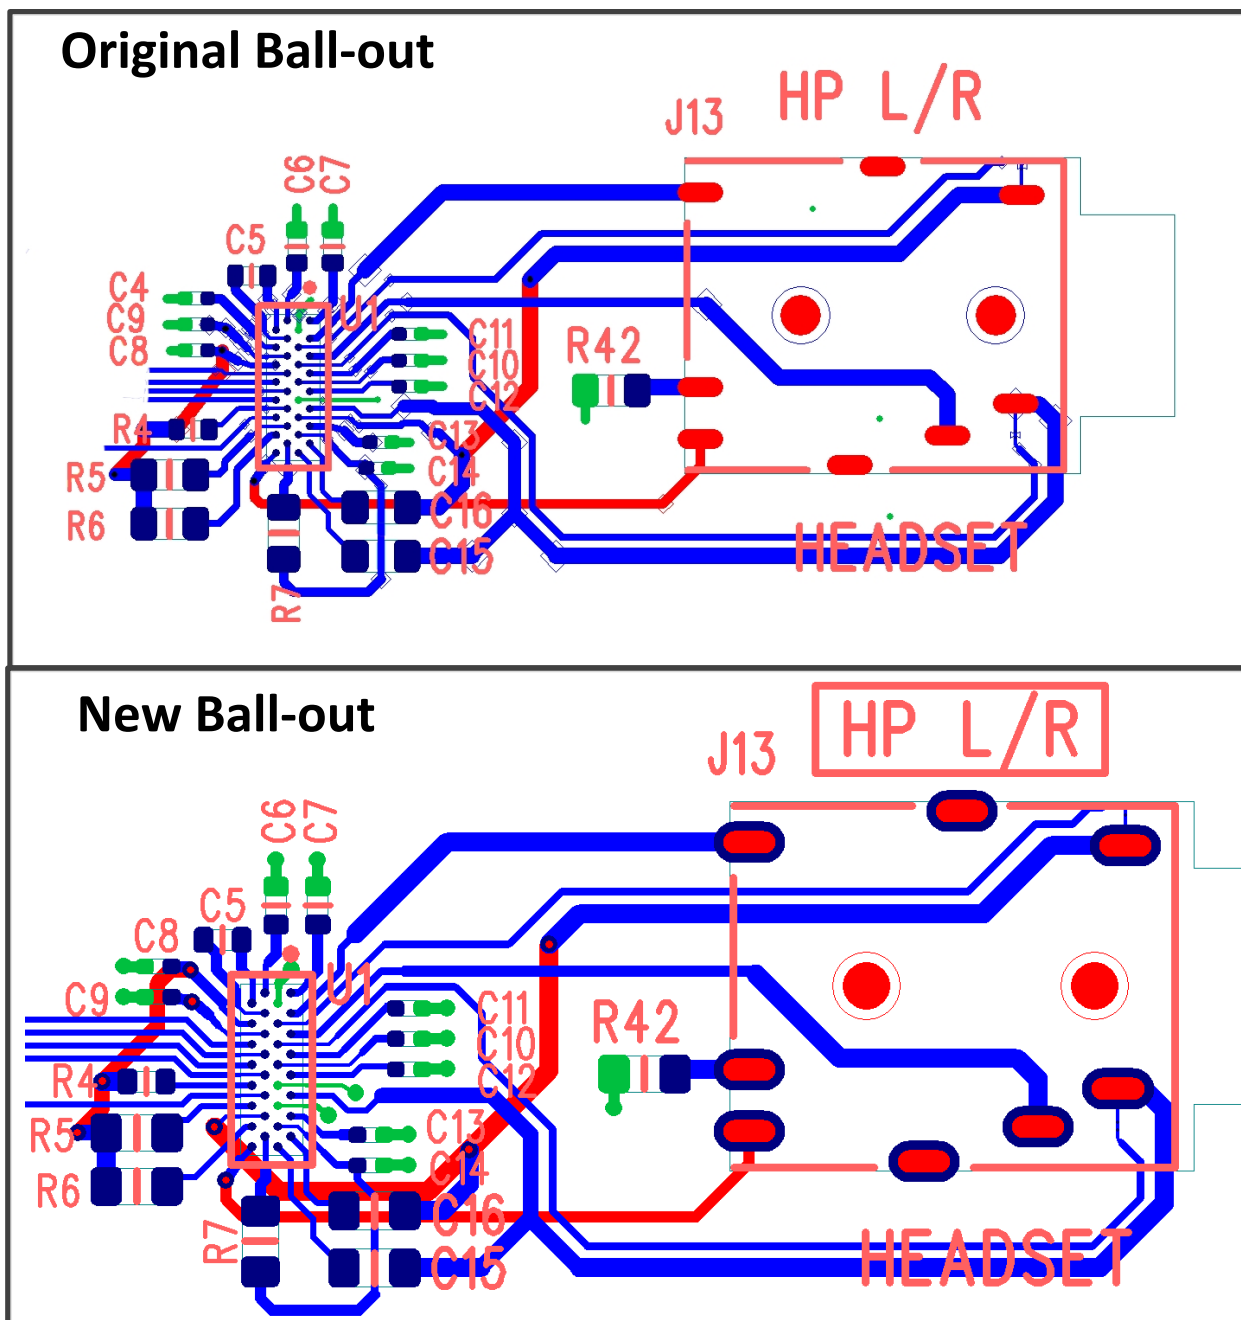 Original Ball-out
HP L/R
J13
C6
C7
C5
C4
U1
C9
C11
C8
C10
R42
C12
R4
C13
R5
C14
C16
R6
HEADSET
C15
R7
New Ball-out
HP L/R
J13
C6
C7
C5
C8
U1
C9
C11
R42
C10
R4
C12
R5
C13
C14
R6
C16
R7
HEADSET
C15